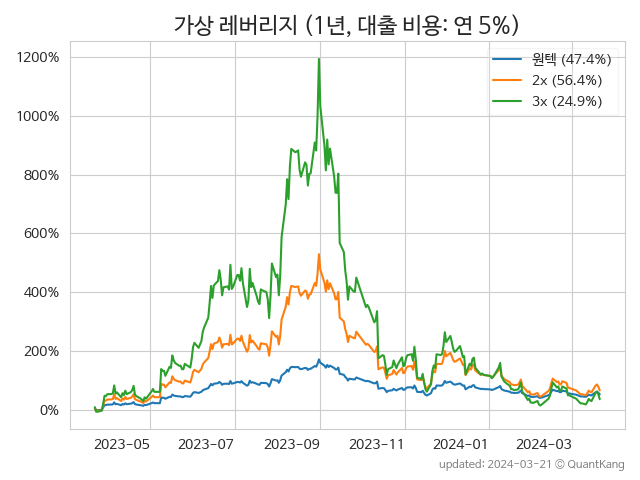 가상 레버리지 (1년, 대출 비용: 연 5%)
1200%
1000%
800%
600%
400%
200%
0%
원텍 (47.4%)
2x (56.4%)
3x (24.9%)
2023-05 2023-07 2023-09 2023-11 2024-01 2024-03
updated: 2024-03-21 © QuantKang